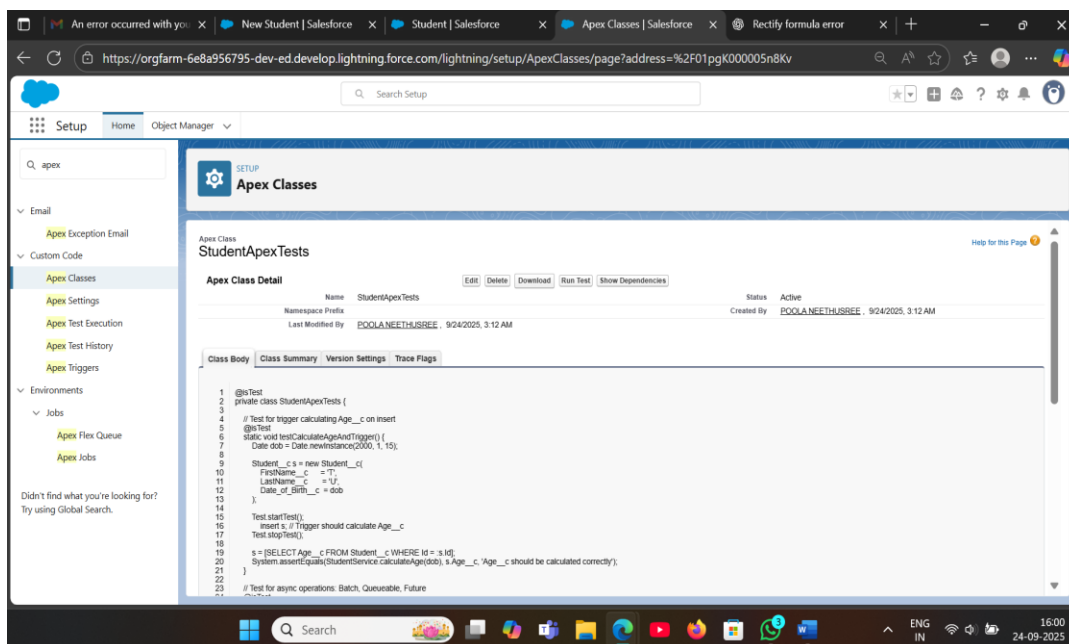 An error occurred with yo
New Student | Salesforce
Student | Salesforce
Apex Classes | Salesforce
Rectify formula error
https://orgfarm-6e8a956795-dev-ed.develop.lightning.force.com/lightning/setup/ApexClasses/page?address=%2F01pgK000005n8Kv
Search Setup
Setup
Home
Object Manager
apex
Email
Apex Exception Email
Custom Code
Apex Classes
Apex Settings
Apex Test Execution
Apex Test History
Apex Triggers
Environments
Jobs
Apex Flex Queue
Apex Jobs
Didn't find what you're looking for?
Try using Global Search.
SETUP
Apex Classes
Apex Class
StudentApexTests
Help for this Page
Apex Class Detail
Edit Delete Download Run Test Show Dependencies
Name StudentApexTests Status Active
Namespace Prefix Created By POOLA NEETHUSREE , 9/24/2025, 3:12 AM
Last Modified By POOLA NEETHUSREE , 9/24/2025, 3:12 AM
Class Body Class Summary Version Settings Trace Flags
1 @isTest
2 private class StudentApexTests {
3
4 // Test for trigger calculating Age__c on insert
5 @isTest
6 static void testCalculateAgeAndTrigger() {
7 Date dob = Date.newInstance(2000, 1, 15);
8
9 Student__c s = new Student__c(
10 FirstName__c = 'T',
11 LastName__c = 'U',
12 Date_of_Birth__c = dob
13 );
14
15 Test.startTest();
16 insert s; // Trigger should calculate Age__c
17 Test.stopTest();
18
19 s = [SELECT Age__c FROM Student__c WHERE Id = :s.Id];
20 System.assertEquals(StudentService.calculateAge(dob), s.Age__c, 'Age__c should be calculated correctly');
21 }
22
23 // Test for async operations: Batch, Queueable, Future
Search
3
ENG
IN
16:00
24-09-2025